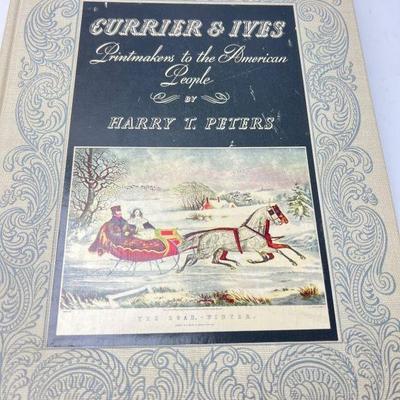 CURRIER & IVES
Printmakers to the American
People
BY
HARRY T. PETERS
THE ROAD,-WINTER.